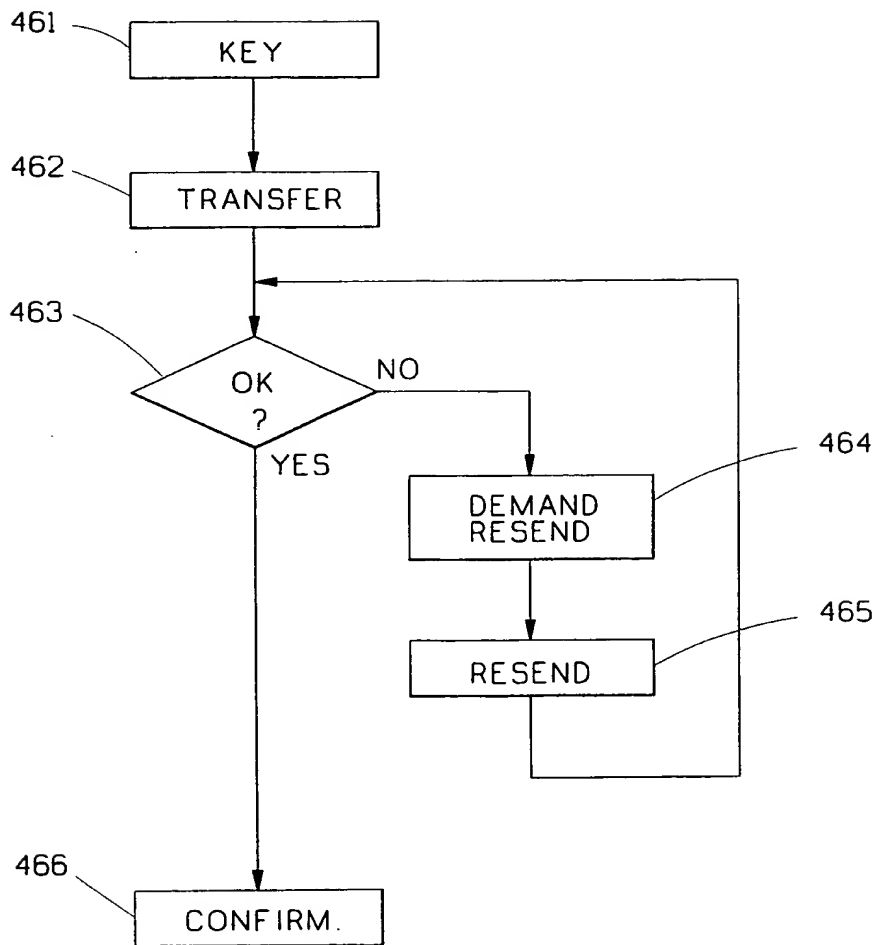 461
KEY
462
TRANSFER
463
OK
?
NO
YES
464
DEMAND
RESEND
465
RESEND
466
CONFIRM.